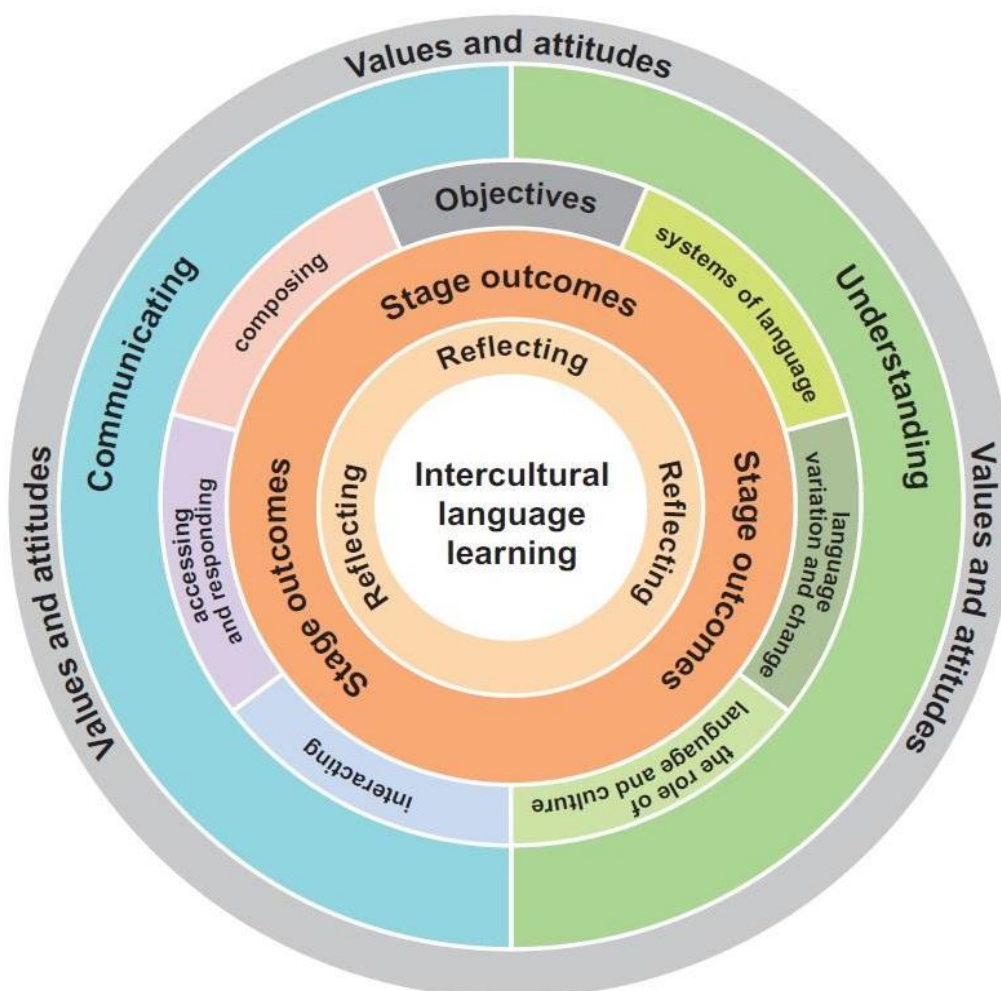 Values and attitudes
Values and attitudes
Values and attitudes
Communicating
Understanding
Objectives
composing
systems of language
accessing
and responding
language
variation and change
interacting
the role of
language and culture
Stage outcomes
Stage outcomes
Stage outcomes
Reflecting
Reflecting
Reflecting
Intercultural
language
learning